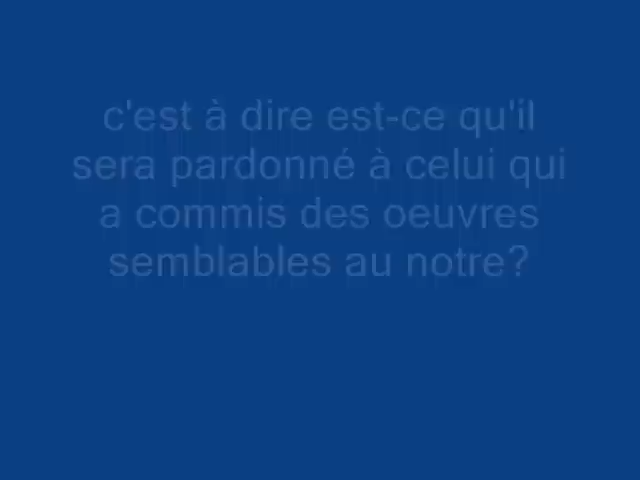 c'est à dire est-ce qu'il
sera pardonné à celui qui
a commis des oeuvres
semblables au notre?